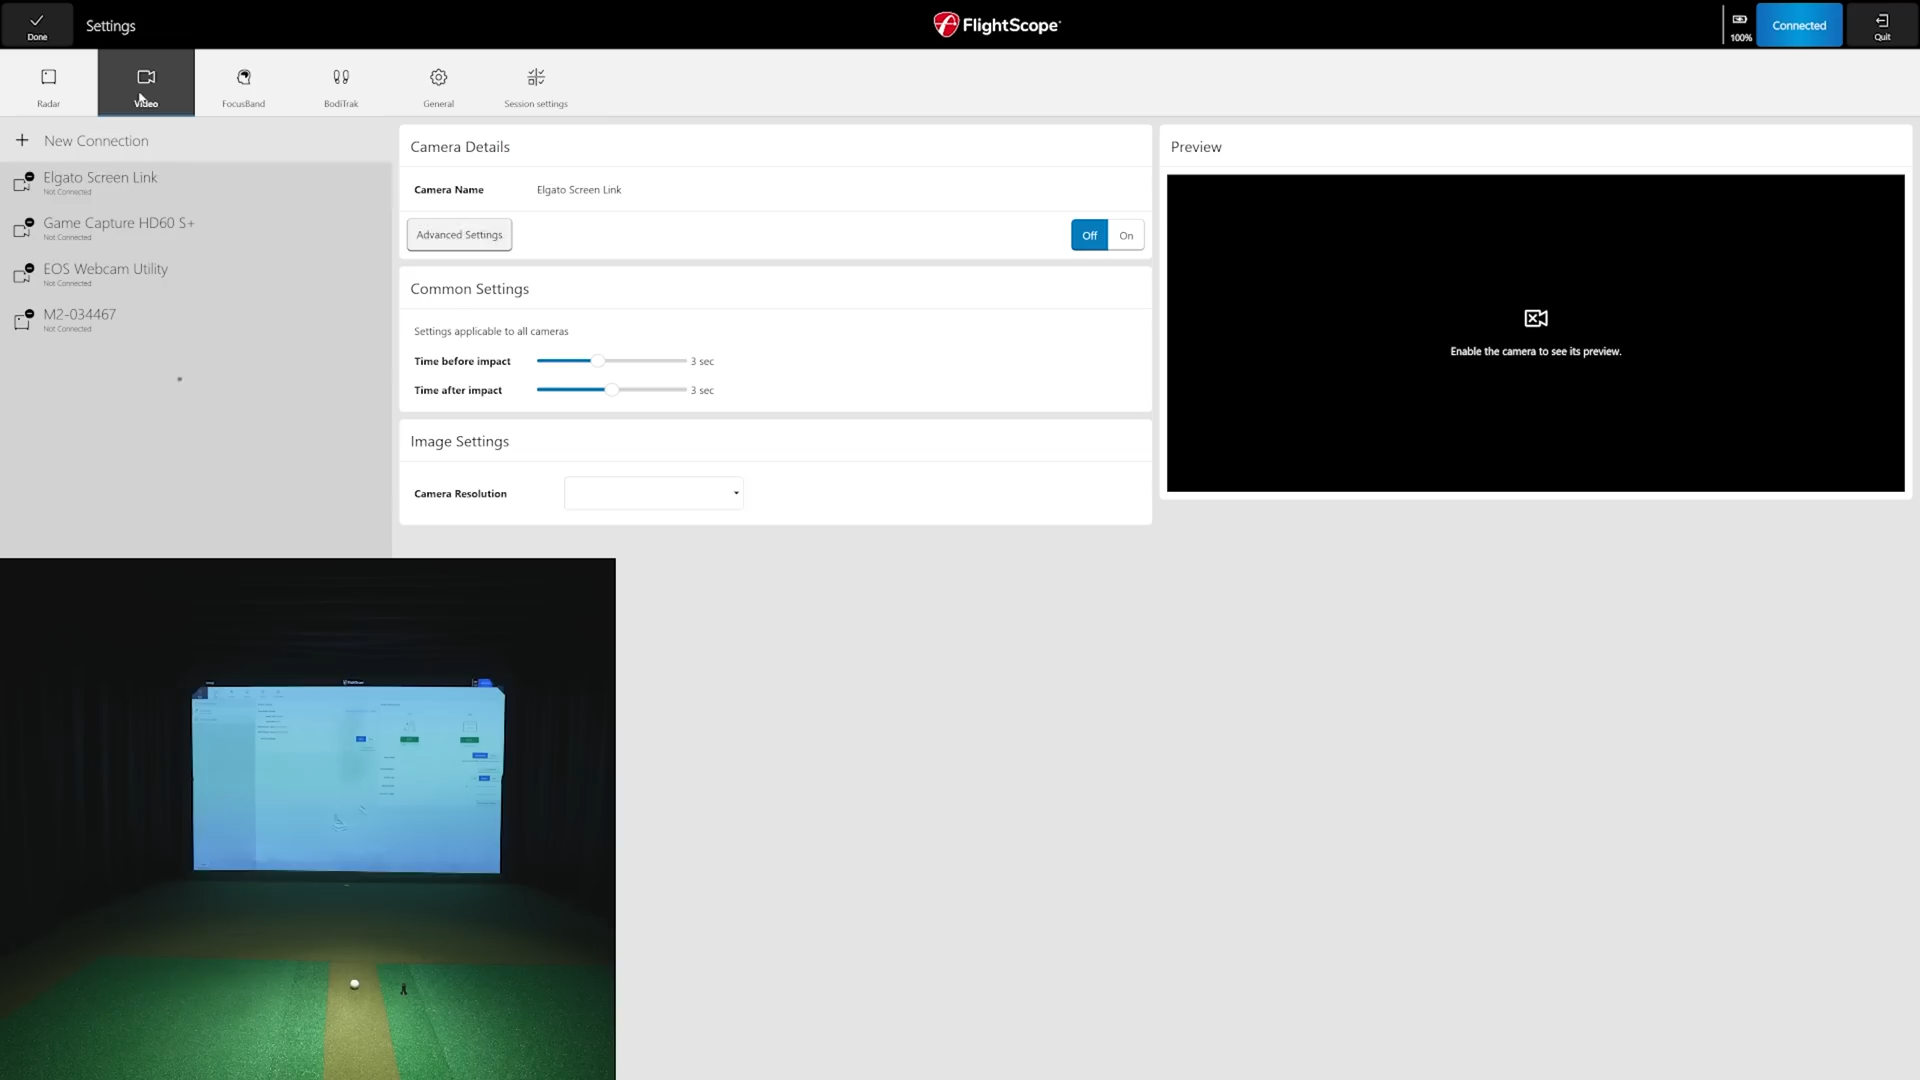 Done
Settings
FlightScope
100%
Connected
Quit
Radar
Video
FocusBand
BodiTrak
General
Session settings
New Connection
Elgato Screen Link
Not Connected
Game Capture HD60 S+
Not Connected
EOS Webcam Utility
Not Connected
M2-034467
Not Connected
Camera Details
Camera Name
Elgato Screen Link
Advanced Settings
Off
On
Common Settings
Settings applicable to all cameras
Time before impact
3 sec
Time after impact
3 sec
Image Settings
Camera Resolution
Preview
Enable the camera to see its preview.